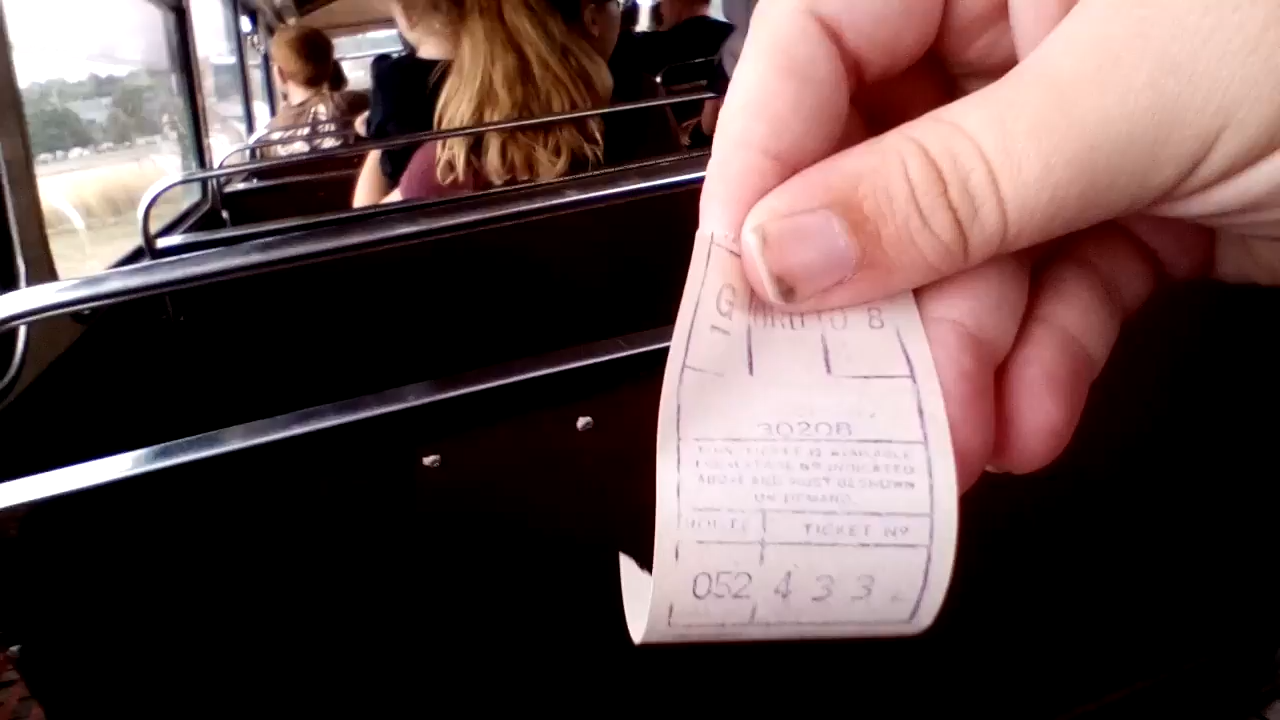 G
B
30208
THIS TICKET IS AVAILABLE
FROM STAGE Nº INDICATED
ABOVE AND MUST BE SHOWN
ON DEMAND.
ROUTE TICKET Nº
052 4 3 3